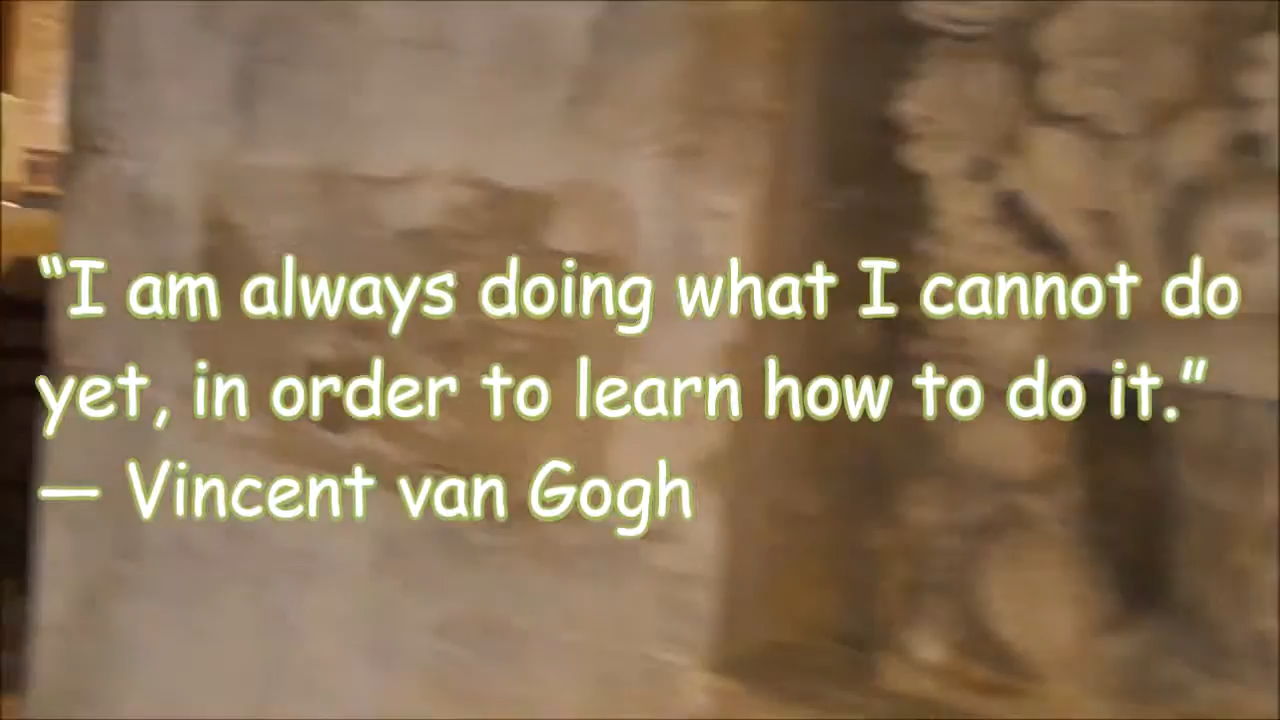 “I am always doing what I cannot do
yet, in order to learn how to do it.”
— Vincent van Gogh